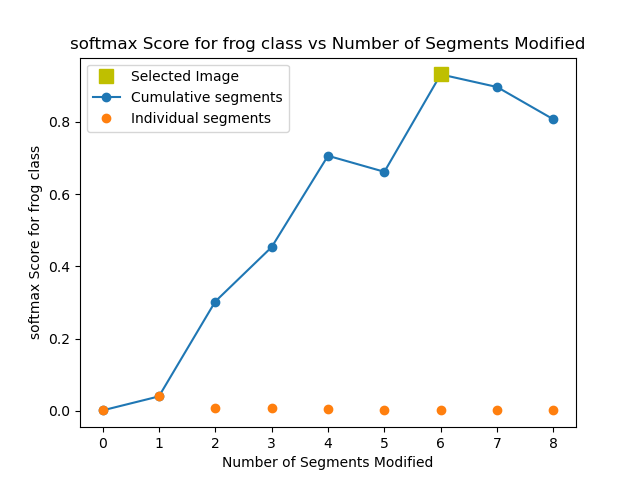 softmax Score for frog class vs Number of Segments Modified
Selected Image
Cumulative segments
Individual segments
softmax Score for frog class
0.8
0.6
0.4
0.2
0.0
0 1 2 3 4 5 6 7 8
Number of Segments Modified